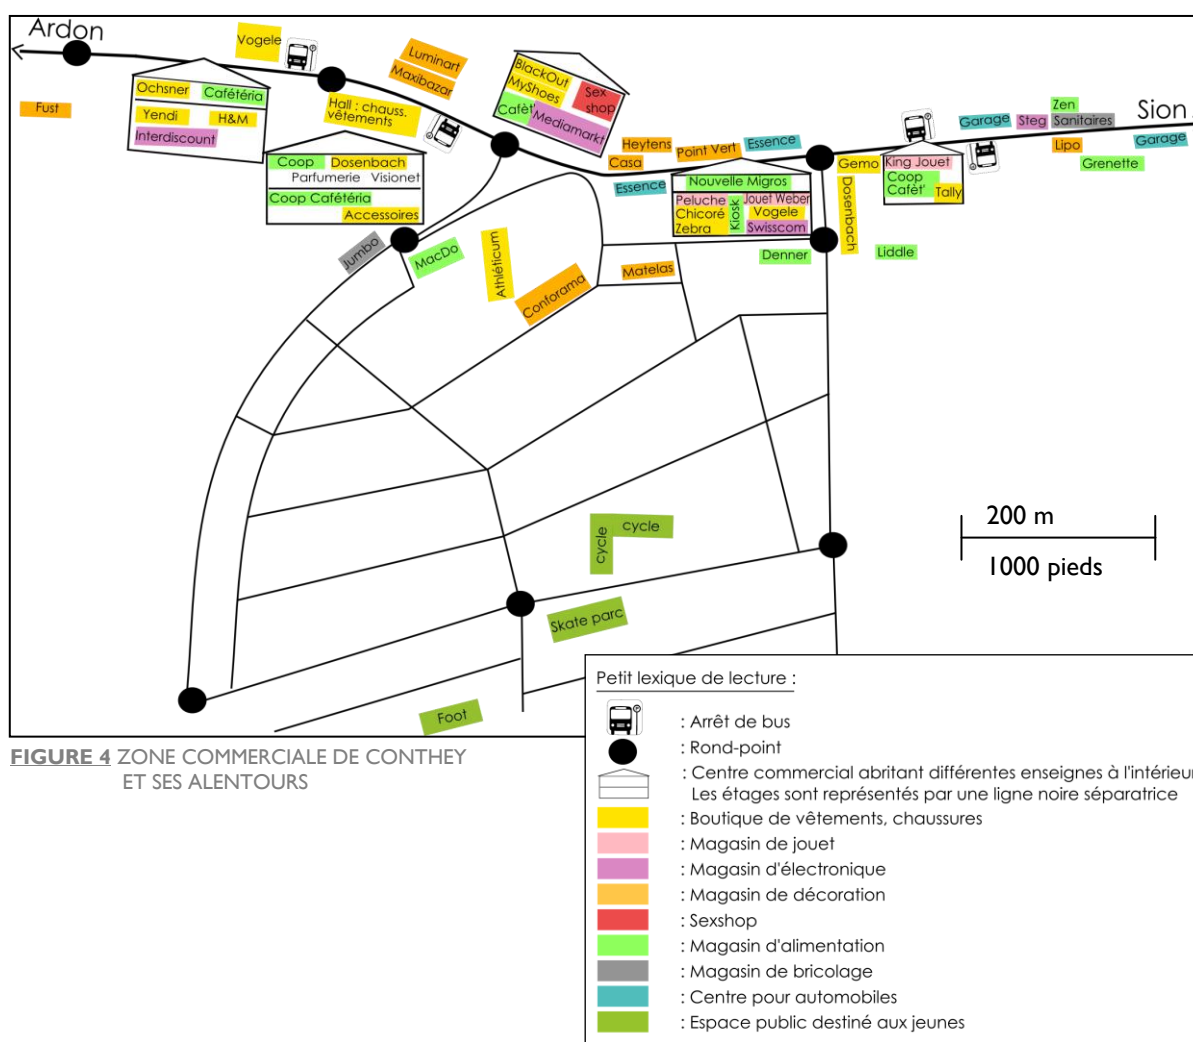 Ardon
Vogele
Luminart
Maxibazar
BlackOut
MyShoes
Sex
shop
Cafèt'
Mediamarkt
Ochsner
Cafétéria
Yendi
H&M
Interdiscount
Fust
Hall : chauss.
vêtements
Coop
Dosenbach
Parfumerie
Visionet
Coop Cafétéria
Accessoires
Heytens
Casa
Point Vert
Essence
Essence
Nouvelle Migros
Peluche
Jouet Weber
Chicoré
Kiosk
Vogele
Zebra
Swisscom
Gemo
Dosenbach
King Jouet
Coop
Cafèt'
Tally
Garage
Steg
Zen
Sanitaires
Lipo
Grenette
Garage
Sion
Jumbo
MacDo
Athléticum
Conforama
Matelas
Denner
Liddle
cycle
cycle
Skate parc
Foot
200 m
1000 pieds
Petit lexique de lecture :
: Arrêt de bus
: Rond-point
: Centre commercial abritant différentes enseignes à l'intérieur
Les étages sont représentés par une ligne noire séparatrice
: Boutique de vêtements, chaussures
: Magasin de jouet
: Magasin d'électronique
: Magasin de décoration
: Sexshop
: Magasin d'alimentation
: Magasin de bricolage
: Centre pour automobiles
: Espace public destiné aux jeunes
FIGURE 4 ZONE COMMERCIALE DE CONTHEY
ET SES ALENTOURS